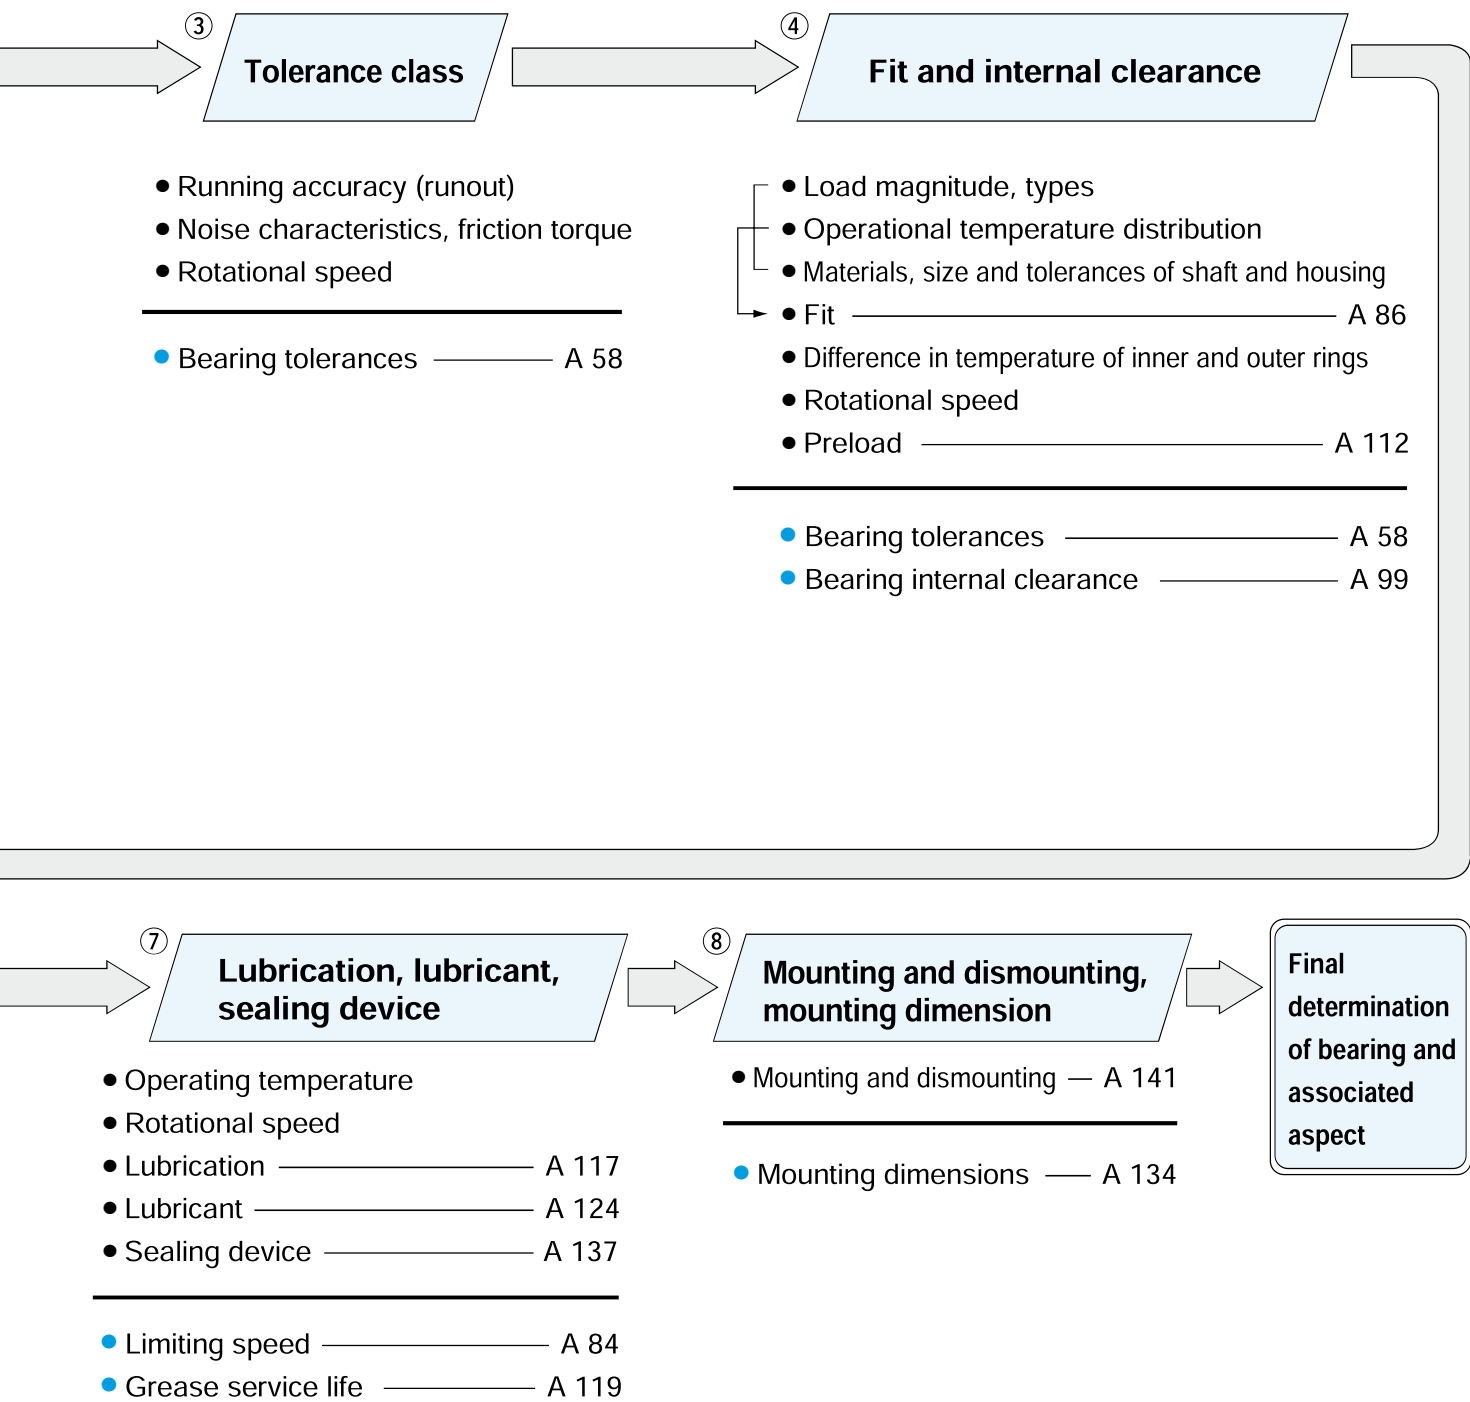 ③
Tolerance class
● Running accuracy (runout)
● Noise characteristics, friction torque
● Rotational speed
● Bearing tolerances A 58
④
Fit and internal clearance
● Load magnitude, types
● Operational temperature distribution
● Materials, size and tolerances of shaft and housing
● Fit A 86
● Difference in temperature of inner and outer rings
● Rotational speed
● Preload A 112
● Bearing tolerances A 58
● Bearing internal clearance A 99
⑦
Lubrication, lubricant,
sealing device
● Operating temperature
● Rotational speed
● Lubrication A 117
● Lubricant A 124
● Sealing device A 137
● Limiting speed A 84
● Grease service life A 119
⑧
Mounting and dismounting,
mounting dimension
● Mounting and dismounting A 141
● Mounting dimensions A 134
Final
determination
of bearing and
associated
aspect